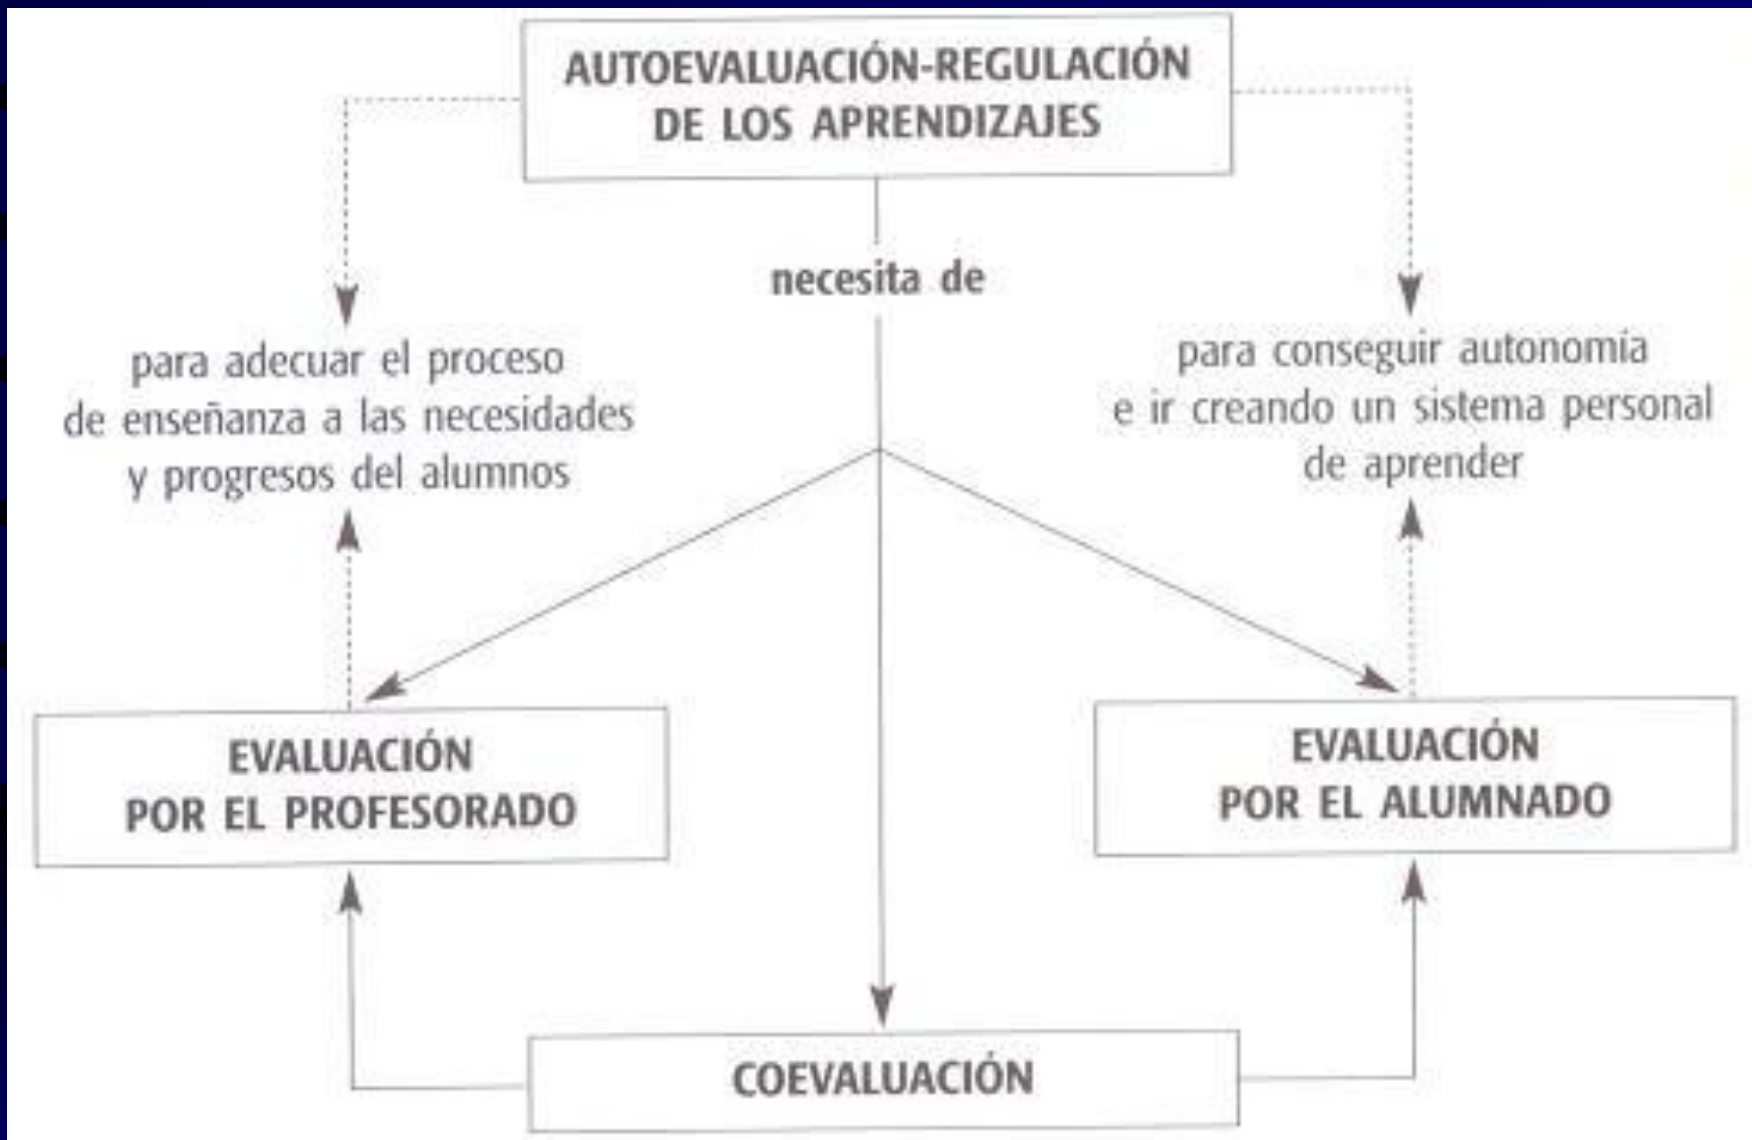 AUTOEVALUACIÓN-REGULACIÓN
DE LOS APRENDIZAJES
necesita de
para adecuar el proceso
de enseñanza a las necesidades
y progresos del alumnos
para conseguir autonomía
e ir creando un sistema personal
de aprender
EVALUACIÓN
POR EL PROFESORADO
EVALUACIÓN
POR EL ALUMNADO
COEVALUACIÓN